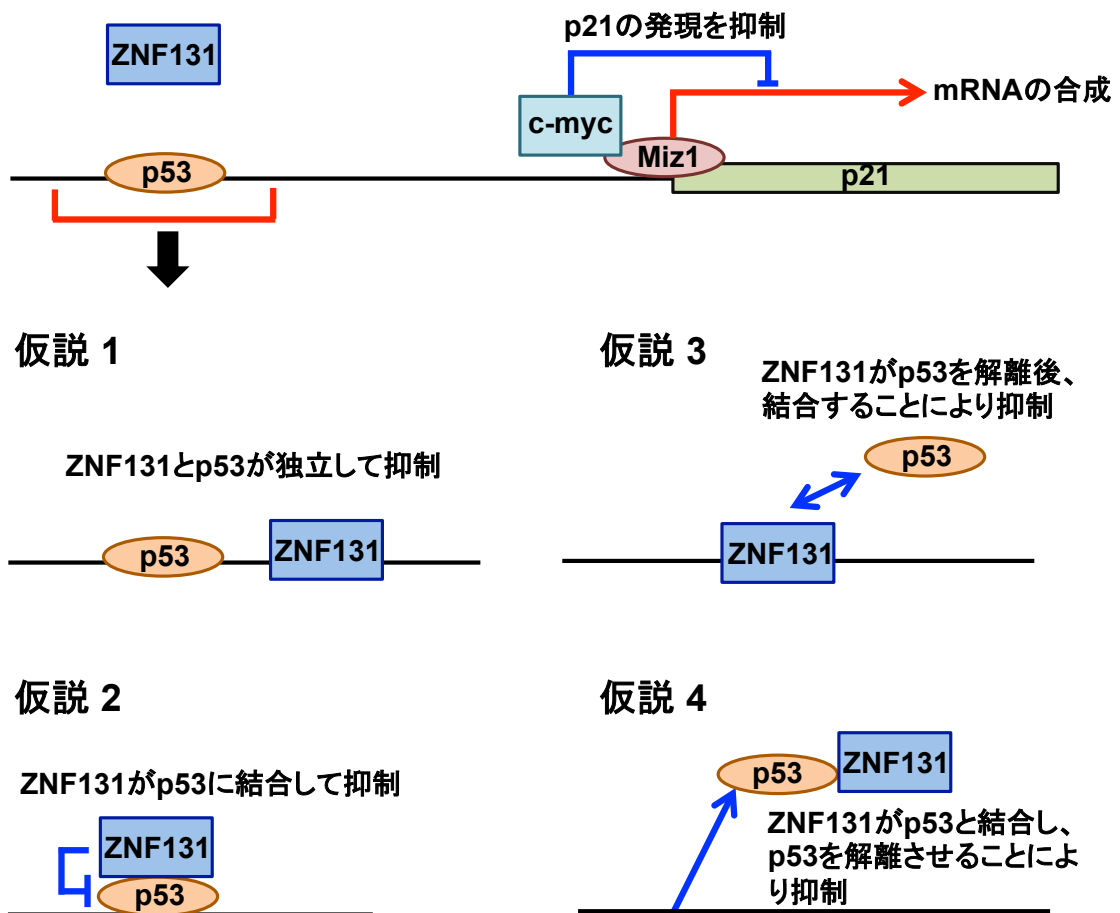 p21の発現を抑制
ZNF131
c-myc
mRNAの合成
Miz1
p53
p21
仮説 1
ZNF131とp53が独立して抑制
p53
ZNF131
仮説 3
ZNF131がp53を解離後、
結合することにより抑制
p53
ZNF131
仮説 2
ZNF131がp53に結合して抑制
ZNF131
p53
仮説 4
p53
ZNF131
ZNF131がp53と結合し、
p53を解離させることによ
り抑制